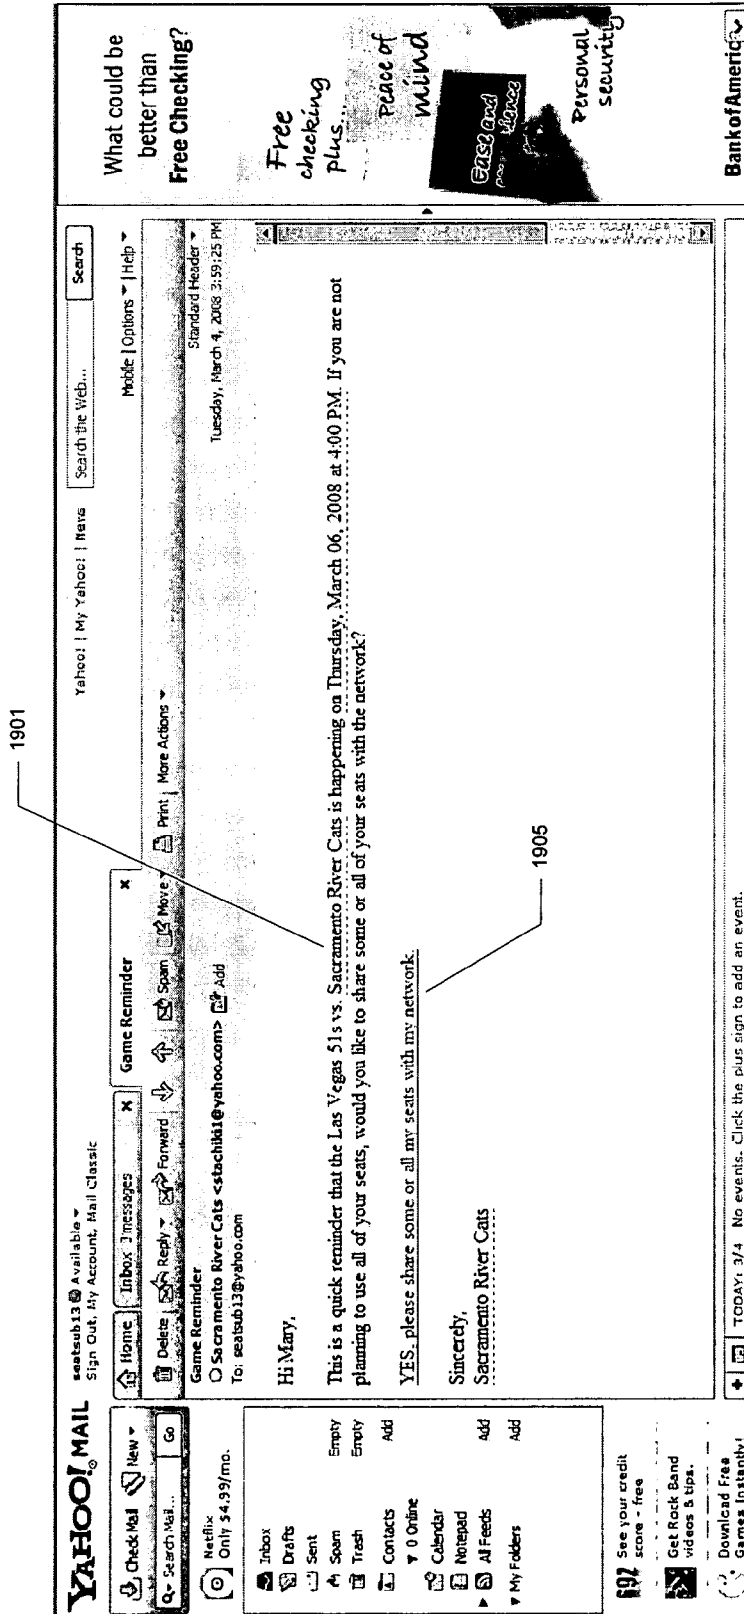 1901
YAHOO! MAIL
seatsub13 Available
Sign Out, My Account, Mail Classic
Yahoo! | My Yahoo! | News
Search the Web...
Search
Check Mail New
Home
Inbox 3 messages x
Game Reminder x
Mobile | Options | Help
Search Mail...
Go
Delete Reply Forward Spam Move Print More Actions
Netflix
Only $4.99/mo.
Game Reminder
Standard Header
Sacramento River Cats <stachiki1@yahoo.com> Add
Tuesday, March 4, 2008 3:59:25 PM
To: seatsub13@yahoo.com
Inbox
Drafts
Sent
Spam Empty
Trash Empty
Contacts Add
0 Online
Calendar
Notepad
All Feeds Add
My Folders Add
Hi Mary,
This is a quick reminder that the Las Vegas 51s vs. Sacramento River Cats is happening on Thursday, March 06, 2008 at 4:00 PM. If you are not
planning to use all of your seats, would you like to share some or all of your seats with the network?
YES, please share some or all my seats with my network.
1905
Sincerely,
Sacramento River Cats
692 See your credit
score - free
Get Rock Band
videos & tips.
Download Free
Games Instantly!
TODAY: 3/4 No events. Click the plus sign to add an event.
What could be
better than
Free Checking?
Free
checking
plus...
Peace of
mind
Easy and
Personal
security
Bank of America